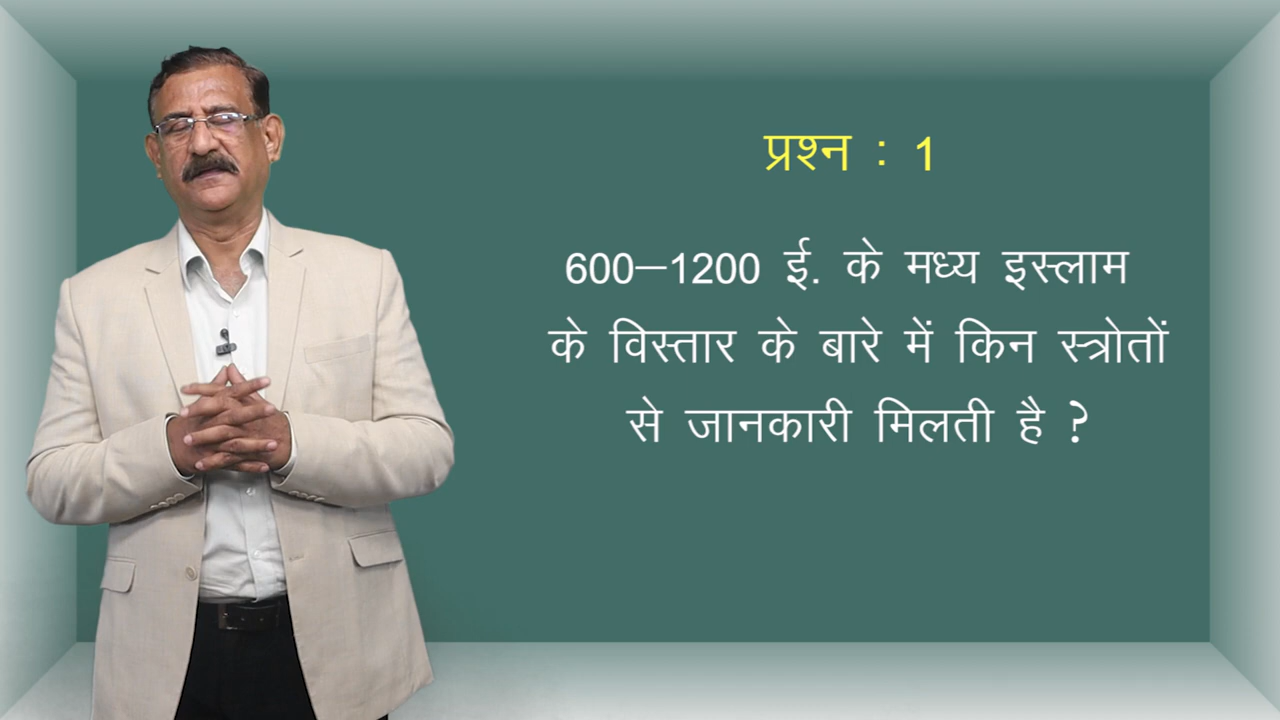 प्रश्न : 1
600–1200 ई. के मध्य इस्लाम
के विस्तार के बारे में किन स्त्रोतों
से जानकारी मिलती है ?